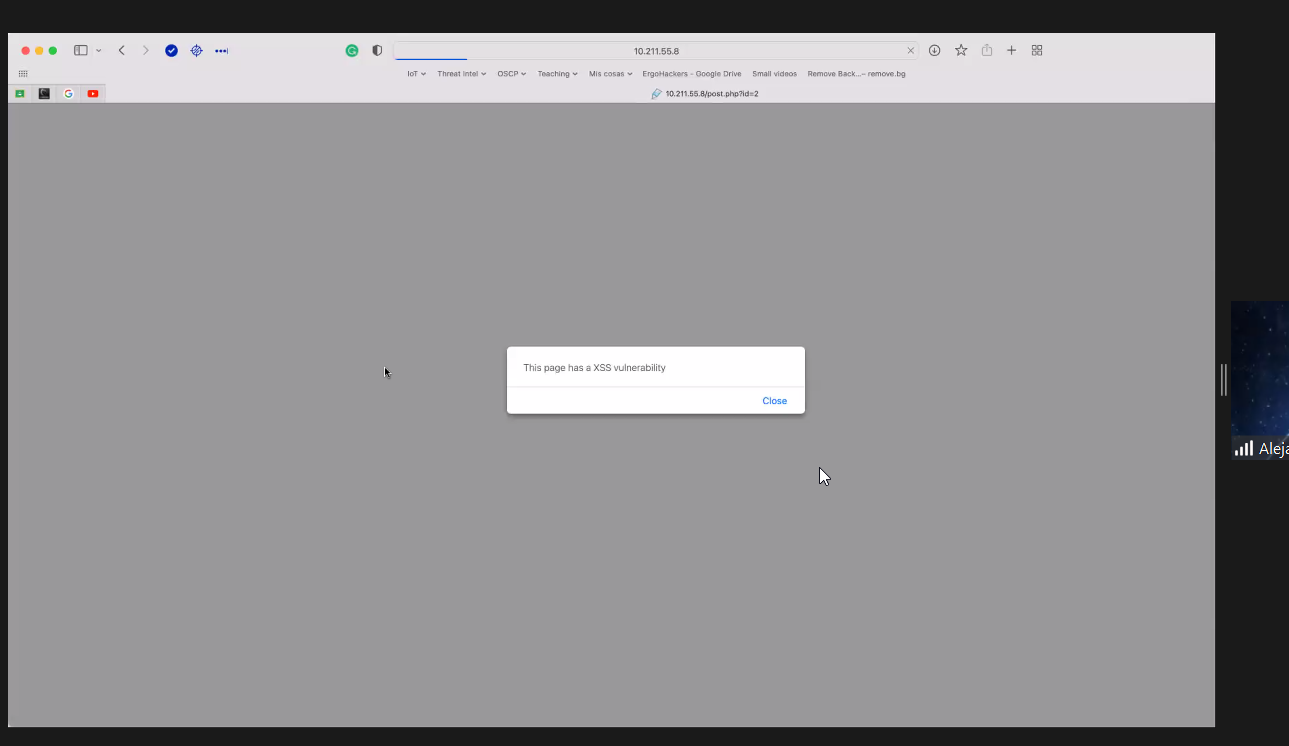 10.211.55.8
IoT Threat Intel OSCP Teaching Mis cosas ErgoHackers - Google Drive Small videos Remove Back...– remove.bg
10.211.55.8/post.php?id=2
This page has a XSS vulnerability
Close
Aleja